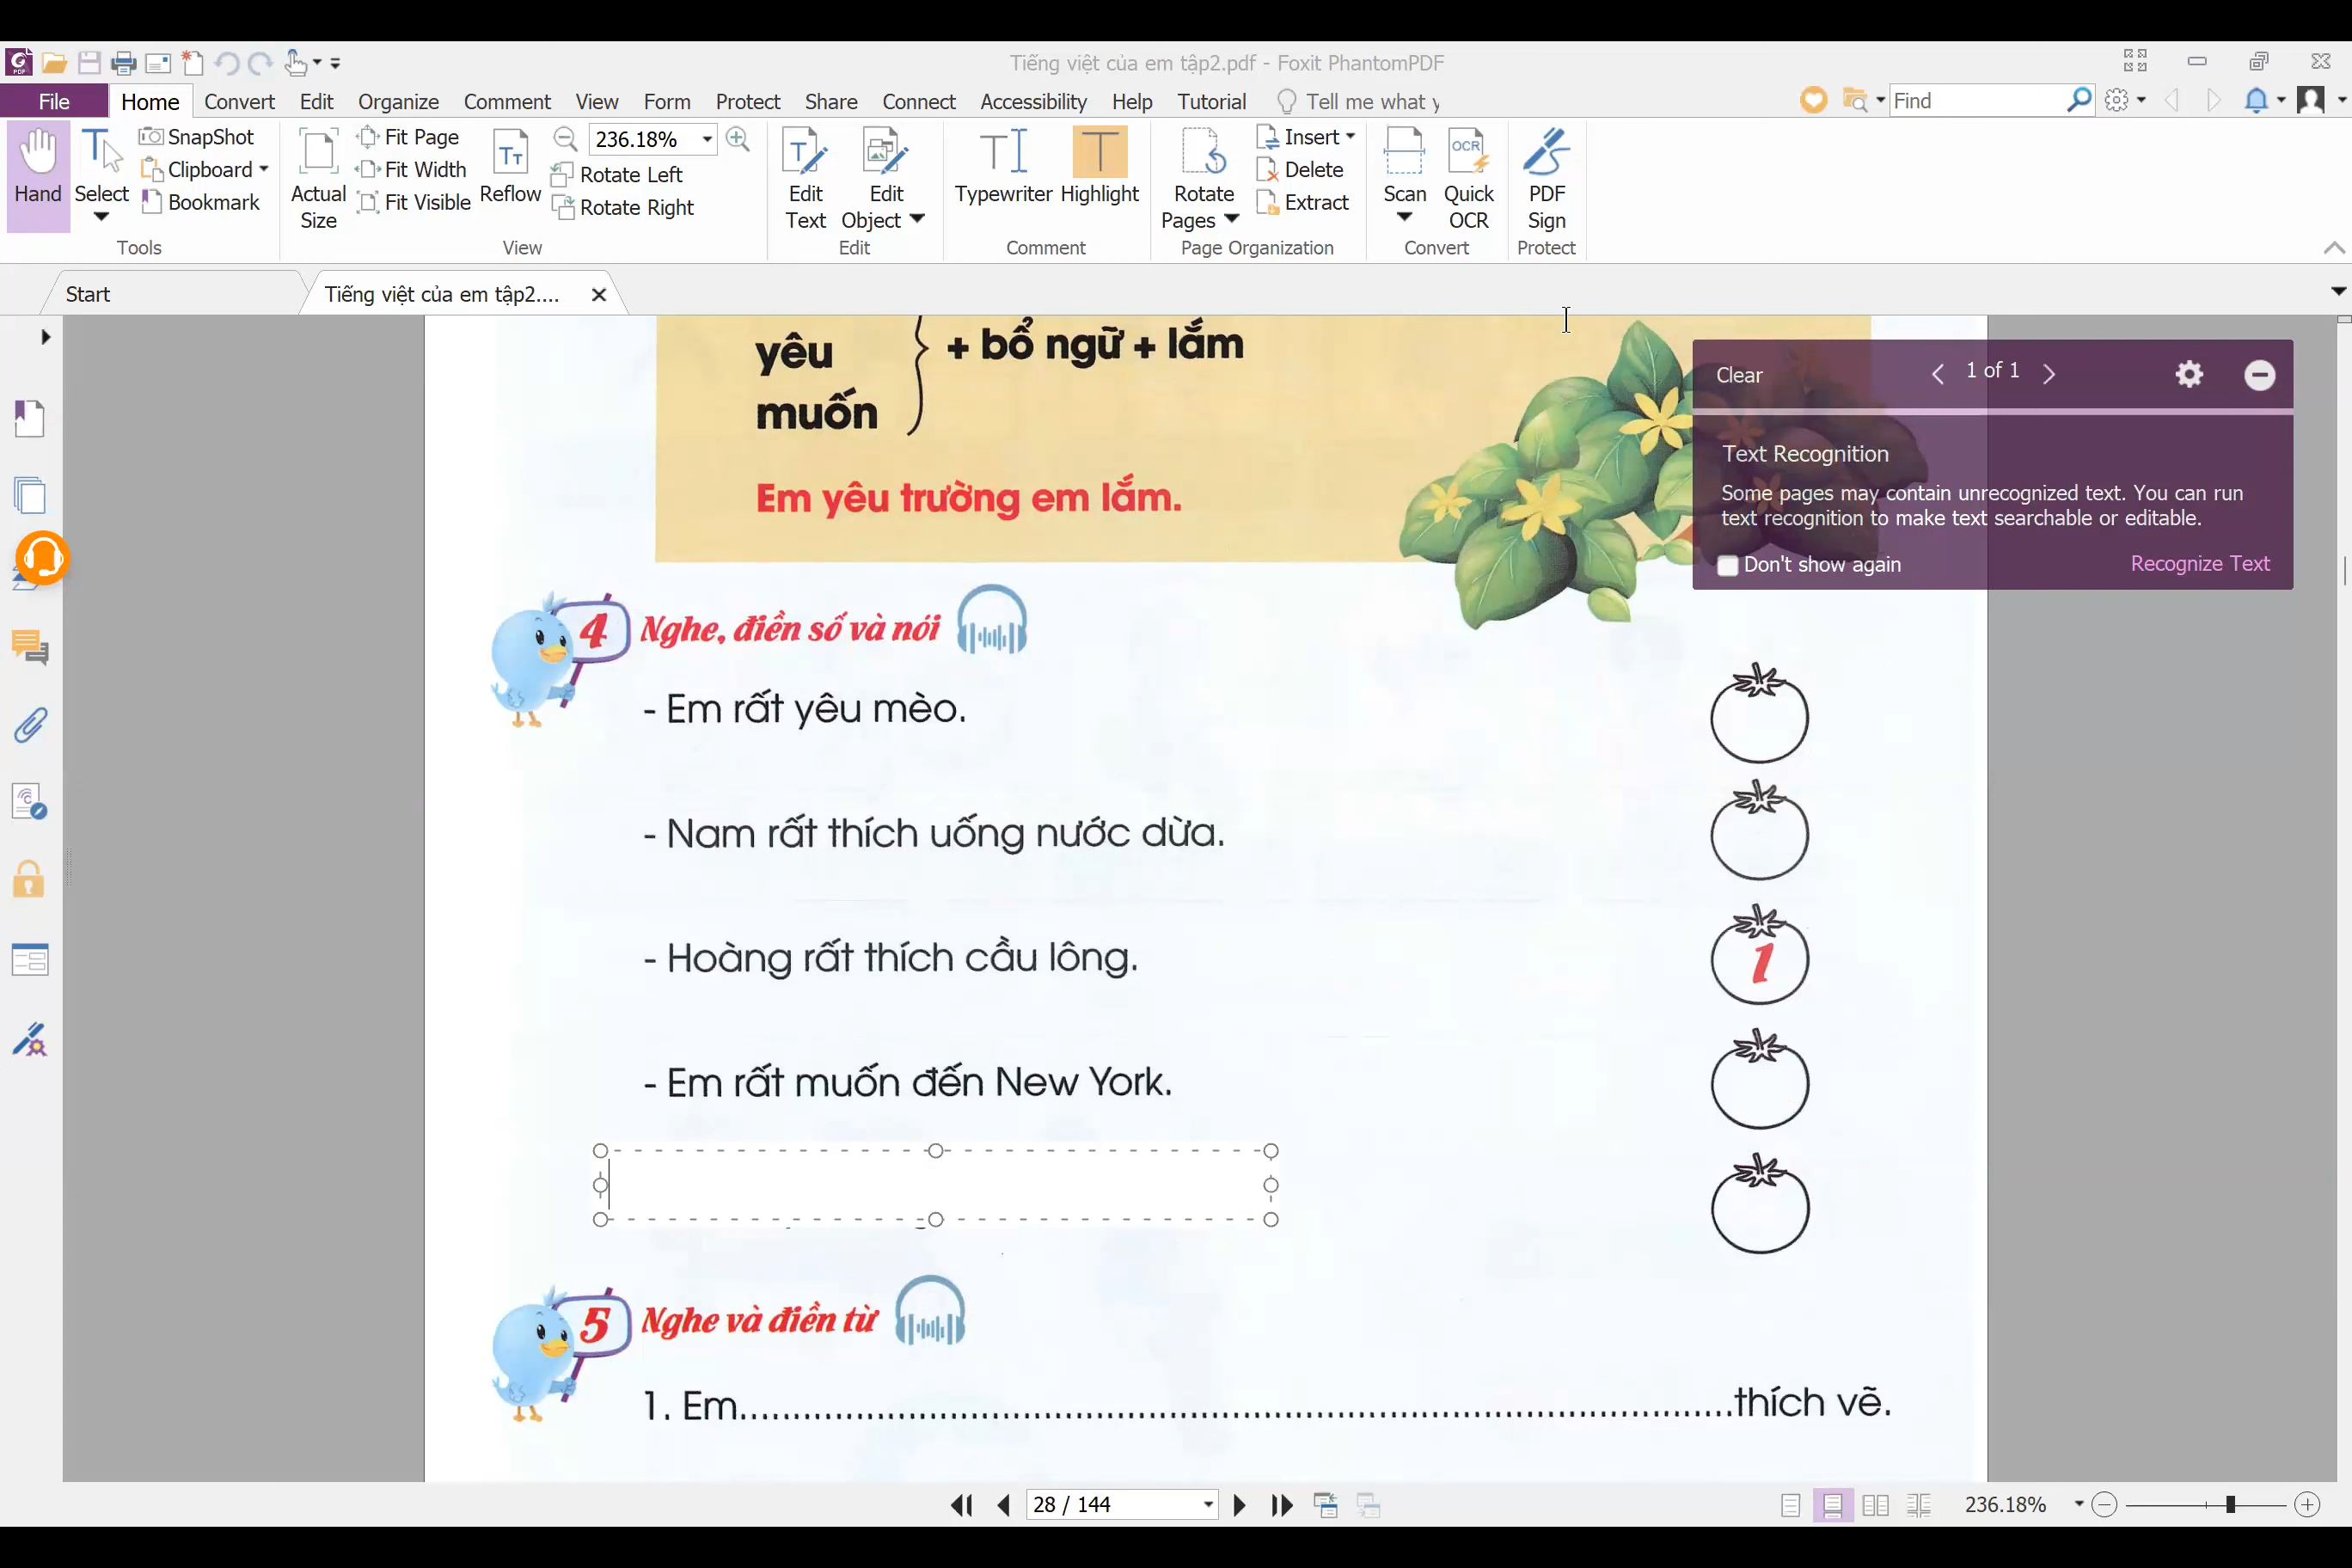 Tiếng việt của em tập2.pdf - Foxit PhantomPDF
File Home Convert Edit Organize Comment View Form Protect Share Connect Accessibility Help Tutorial Tell me what y Find
Hand Select SnapShot Clipboard Bookmark
Tools
Actual Size Fit Page Fit Width Fit Visible Reflow 236.18% Rotate Left Rotate Right
View
Edit Text Edit Object
Edit
Typewriter Highlight
Comment
Rotate Pages Insert Delete Extract
Page Organization
Scan Quick OCR
Convert
PDF Sign
Protect
Start
Tiếng việt của em tập2....
yêu
muốn
+ bổ ngữ + lắm
Em yêu trường em lắm.
Clear 1 of 1
Text Recognition
Some pages may contain unrecognized text. You can run
text recognition to make text searchable or editable.
Don't show again Recognize Text
4 Nghe, điền số và nói
- Em rất yêu mèo.
- Nam rất thích uống nước dừa.
- Hoàng rất thích cầu lông.
1
- Em rất muốn đến New York.
5 Nghe và điền từ
1. Em..........thích vẽ.
28 / 144
236.18%